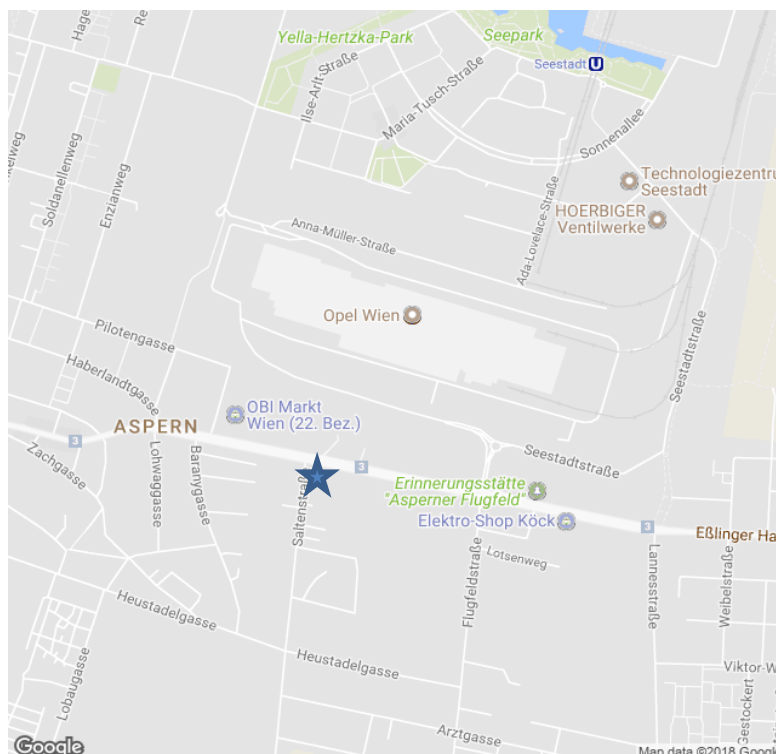 Yella-Hertzka-Park
Seepark
Seestadt
U
Ilse-Arlt-Straße
Maria-Tusch-Straße
Sonnenallee
Soldanellenweg
Enzianweg
Technologiezentru
Seestadt
HOERBIGER
Ventilwerke
Ada-Lovelace-Straße
Anna-Müller-Straße
Opel Wien
Seestadtstraße
Pilotengasse
Haberlandtgasse
OBI Markt
Wien (22. Bez.)
ASPERN
3
Zachgasse
Lohwaggasse
Baranygasse
Saltenstraße
3
Seestadtstraße
Erinnerungsstätte
"Asperner Flugfeld"
Elektro-Shop Köck
3
Eßlinger Ha
Flugfeldstraße
Lotsenweg
Lannesstraße
Weibelstraße
Heustadelgasse
Heustadelgasse
Lobaugasse
Viktor-W
Gestockert
Arztgasse
Google
Map data ©2018 Google